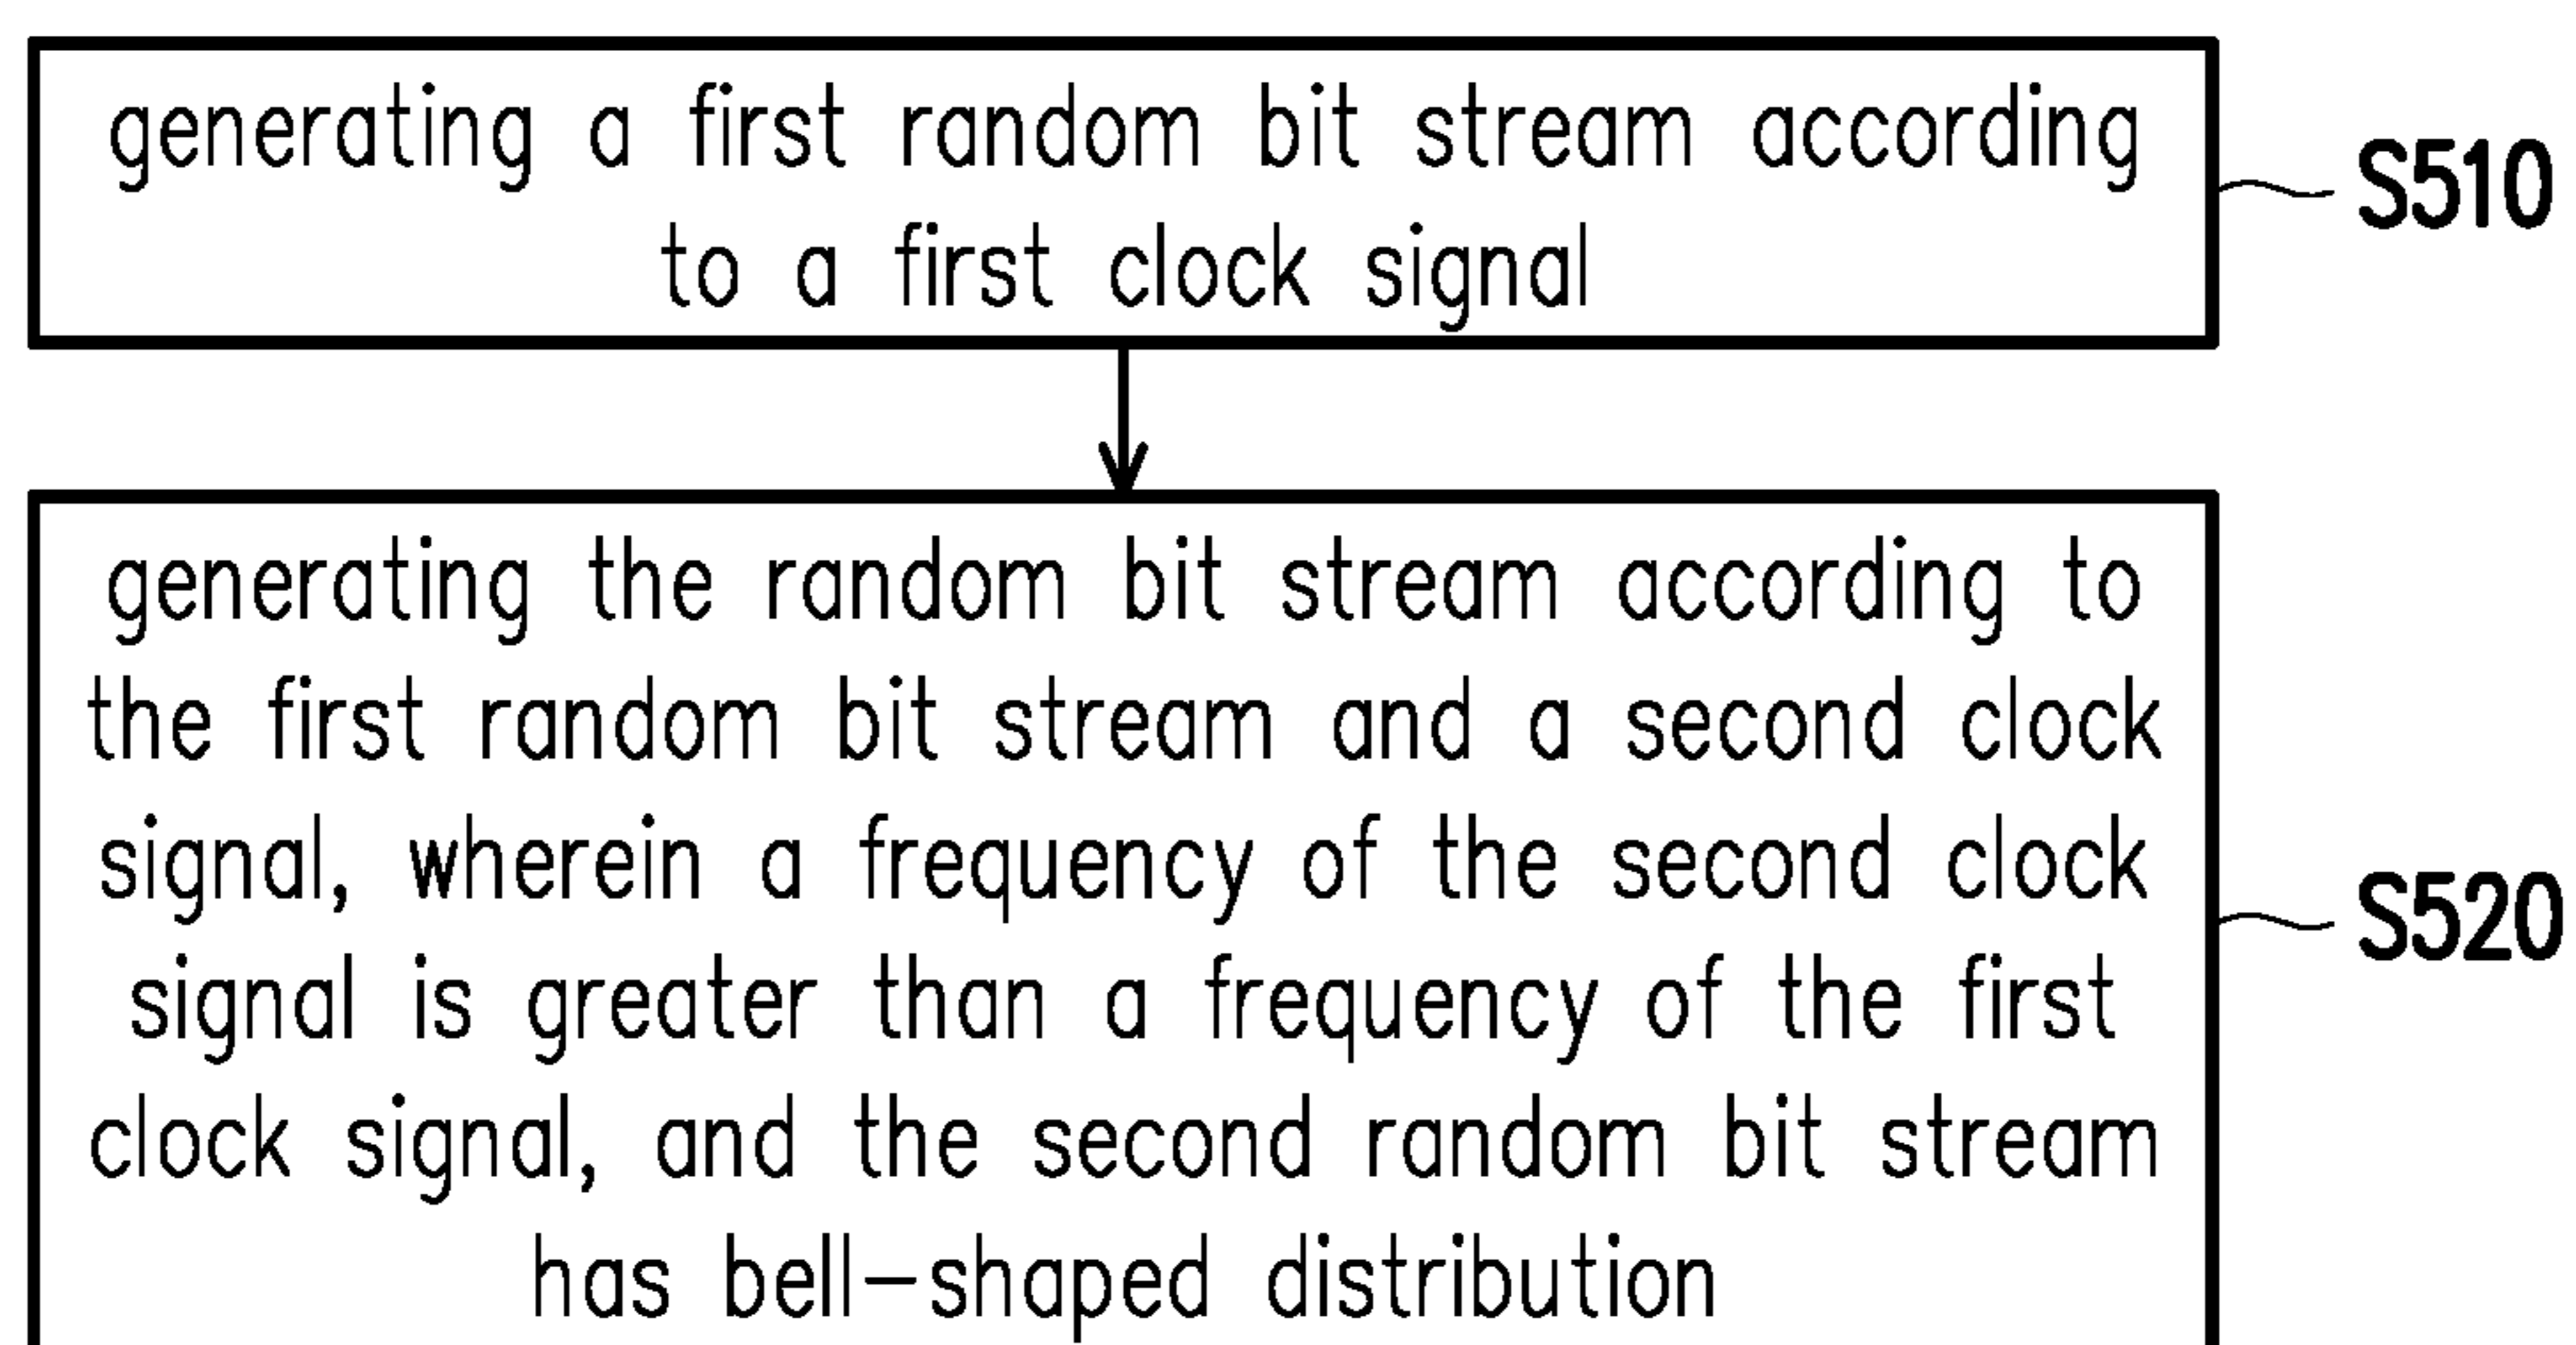 generating a first random bit stream according
to a first clock signal
S510
generating the random bit stream according to
the first random bit stream and a second clock
signal, wherein a frequency of the second clock
signal is greater than a frequency of the first
clock signal, and the second random bit stream
has bell-shaped distribution
S520